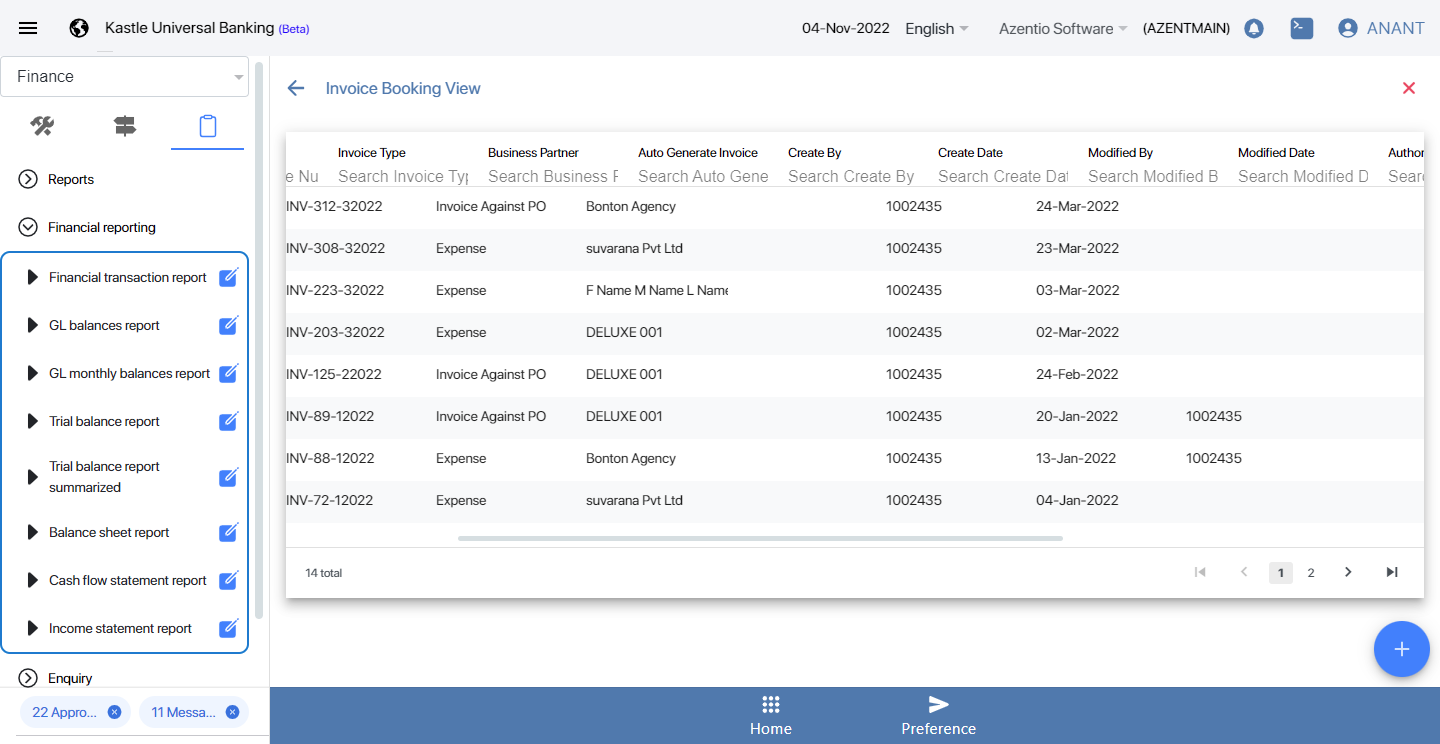 Kastle Universal Banking (Beta)
04-Nov-2022 English Azentio Software (AZENTMAIN) ANANT
Finance
Reports
Financial reporting
Financial transaction report
GL balances report
GL monthly balances report
Trial balance report
Trial balance report
summarized
Balance sheet report
Cash flow statement report
Income statement report
Enquiry
22 Appro... 11 Messa...
Invoice Booking View
Invoice Type Business Partner Auto Generate Invoice Create By Create Date Modified By Modified Date Author
e Nu Search Invoice Typ Search Business P Search Auto Gene Search Create By Search Create Dat Search Modified B Search Modified D Searc
INV-312-32022 Invoice Against PO Bonton Agency 1002435 24-Mar-2022
INV-308-32022 Expense suvarana Pvt Ltd 1002435 23-Mar-2022
INV-223-32022 Expense F Name M Name L Name 1002435 03-Mar-2022
INV-203-32022 Expense DELUXE 001 1002435 02-Mar-2022
INV-125-22022 Invoice Against PO DELUXE 001 1002435 24-Feb-2022
INV-89-12022 Invoice Against PO DELUXE 001 1002435 20-Jan-2022 1002435
INV-88-12022 Expense Bonton Agency 1002435 13-Jan-2022 1002435
INV-72-12022 Expense suvarana Pvt Ltd 1002435 04-Jan-2022
14 total 1 2
Home Preference